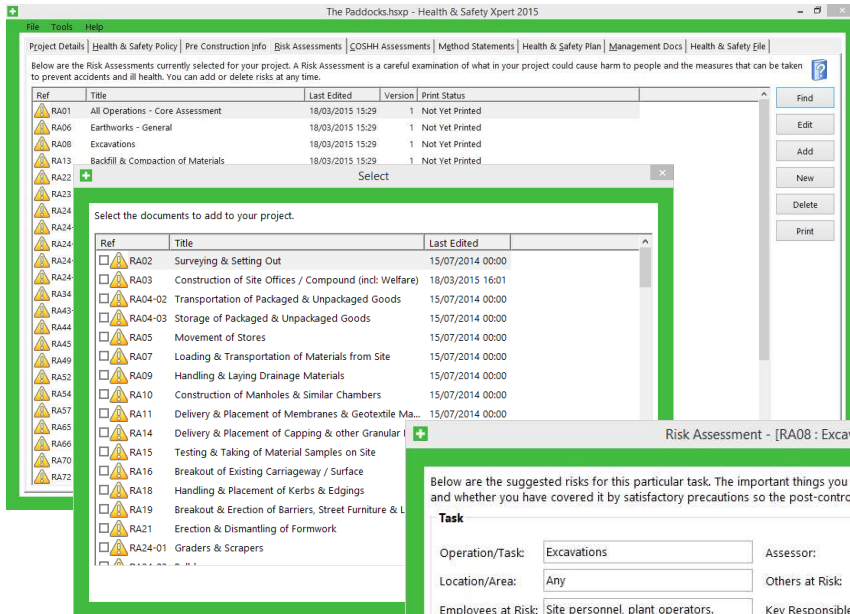 The Paddocks.hsxp - Health & Safety Xpert 2015
File Tools Help
Project Details Health & Safety Policy Pre Construction Info Risk Assessments COSHH Assessments Method Statements Health & Safety Plan Management Docs Health & Safety File
Below are the Risk Assessments currently selected for your project. A Risk Assessment is a careful examination of what in your project could cause harm to people and the measures that can be taken
to prevent accidents and ill health. You can add or delete risks at any time.
Ref Title Last Edited Version Print Status
RA01 All Operations - Core Assessment 18/03/2015 15:29 1 Not Yet Printed
RA06 Earthworks - General 18/03/2015 15:29 1 Not Yet Printed
RA08 Excavations 18/03/2015 15:29 1 Not Yet Printed
RA13 Backfill & Compaction of Materials 18/03/2015 15:29 1 Not Yet Printed
RA22
RA23
RA24
RA24-
RA24-
RA24-
RA24-
RA34
RA43-
RA44
RA45
RA49
RA52
RA54
RA57
RA65
RA66
RA70
RA72
Find
Edit
Add
New
Delete
Print
Select
Select the documents to add to your project.
Ref Title Last Edited
RA02 Surveying & Setting Out 15/07/2014 00:00
RA03 Construction of Site Offices / Compound (incl: Welfare) 18/03/2015 16:01
RA04-02 Transportation of Packaged & Unpackaged Goods 15/07/2014 00:00
RA04-03 Storage of Packaged & Unpackaged Goods 15/07/2014 00:00
RA05 Movement of Stores 15/07/2014 00:00
RA07 Loading & Transportation of Materials from Site 15/07/2014 00:00
RA09 Handling & Laying Drainage Materials 15/07/2014 00:00
RA10 Construction of Manholes & Similar Chambers 15/07/2014 00:00
RA11 Delivery & Placement of Membranes & Geotextile Ma... 15/07/2014 00:00
RA14 Delivery & Placement of Capping & other Granular
RA15 Testing & Taking of Material Samples on Site
RA16 Breakout of Existing Carriageway / Surface
RA18 Handling & Placement of Kerbs & Edgings
RA19 Breakout & Erection of Barriers, Street Furniture & L
RA21 Erection & Dismantling of Formwork
RA24-01 Graders & Scrapers
Risk Assessment - [RA08 : Excav
Below are the suggested risks for this particular task. The important things you
and whether you have covered it by satisfactory precautions so the post-contro
Task
Operation/Task: Excavations Assessor:
Location/Area: Any Others at Risk:
Employees at Risk: Site personnel, plant operators, Key Responsible